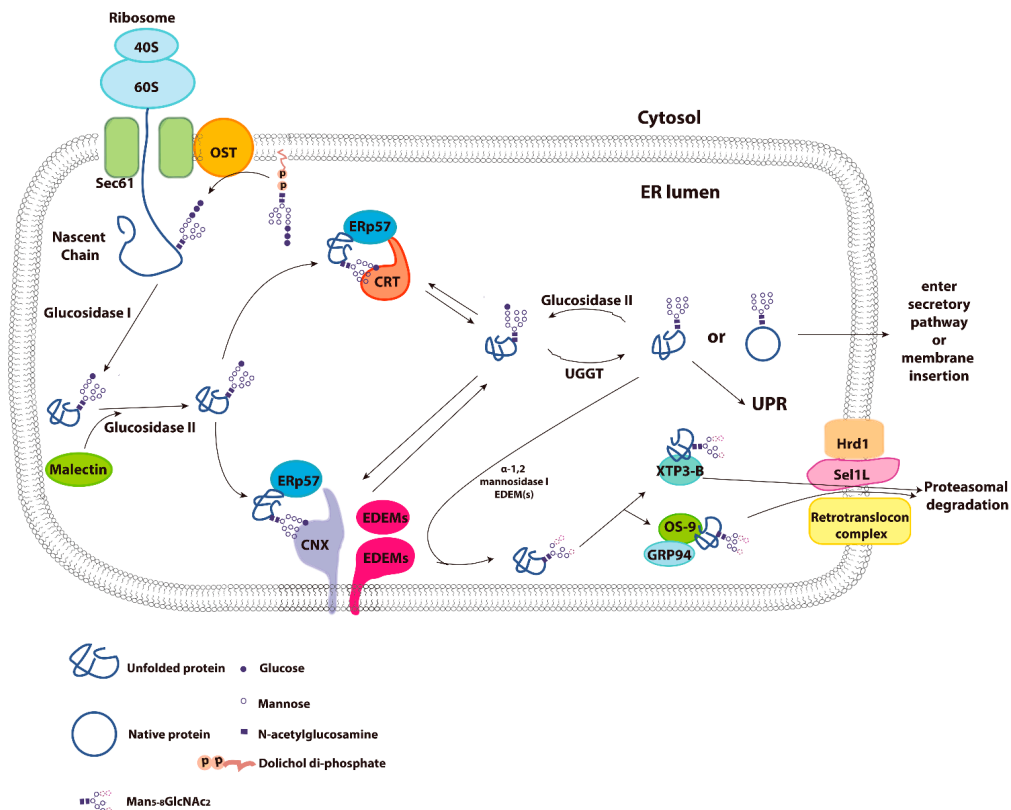 Ribosome
40S
60S
Cytosol
OST
P
P
Sec61
ER lumen
Nascent
Chain
ERp57
CRT
Glucosidase I
Glucosidase II
or
UGGT
enter
secretory
pathway
or
membrane
insertion
UPR
Glucosidase II
Malectin
Hrd1
XTP3-B
Sel1L
α-1,2
mannosidase I
EDEM(s)
ERp57
Proteasomal
degradation
EDEMs
OS-9
Retrotranslocon
complex
CNX
EDEMs
GRP94
Unfolded protein
Glucose
Mannose
Native protein
N-acetylglucosamine
P P
Dolichol di-phosphate
Man5-8GlcNAc2